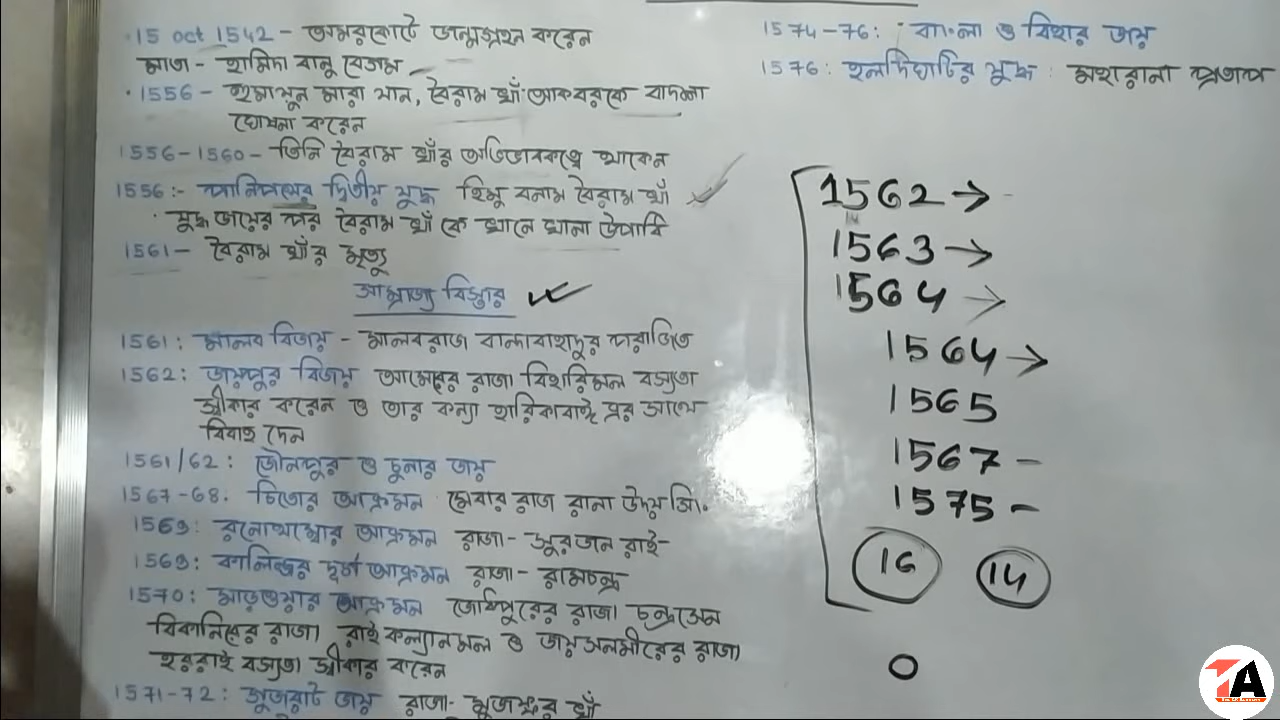 · 15 oct 1542 - অমরকোটে জন্মগ্রহন করেন
মাতা - হামিদা বানু বেগম
· 1556 - হুমায়ুন মারা যান, বৈরাম খাঁ আকবরকে বাদশা
ঘোষনা করেন
1556-1560 - তিনি বৈরাম খাঁর অভিভাবকত্বে থাকেন
1556:- পানিপথের দ্বিতীয় যুদ্ধ হিমু বনাম বৈরাম খাঁ
· যুদ্ধ জয়ের পর বৈরাম খাঁ কে খানে খানা উপাধি
1561 - বৈরাম খাঁর মৃত্যু
সাম্রাজ্য বিস্তার
1561: মালব বিজয় - মালবরাজ বাজবাহাদুর পরাজিত
1562: জয়পুর বিজয় আম্বেরের রাজা বিহারিমল বশ্যতা
স্বীকার করেন ও তার কন্যা হারিকাবাঈ এর সাথে
বিবাহ দেন
1561/62: জৌনপুর ও চুনার জয়
1567-68: চিতোর আক্রমন মেবার রাজ রানা উদয় সিং
1569: রনথোম্বোর আক্রমন রাজা - সুরজন রাই-
1569: কালিঞ্জর দূর্গ আক্রমন রাজা - রামচন্দ্র
1570: মাড়ওয়ার আক্রমন যোধপুরের রাজা চন্দ্রসেন
বিকানিরের রাজা রাই কল্যানমল ও জয়সলমীরের রাজা
হররাই বশ্যতা স্বীকার করেন
1571-72: গুজরাট জয় রাজা- মুজফ্ফর খাঁ
1574-76: বাংলা ও বিহার জয়
1576: হলদিঘাটির যুদ্ধ : মহারানা প্রতাপ
1562 →
1563 →
1564 →
1564 →
1565
1567 -
1575 -
16 14
0
TA